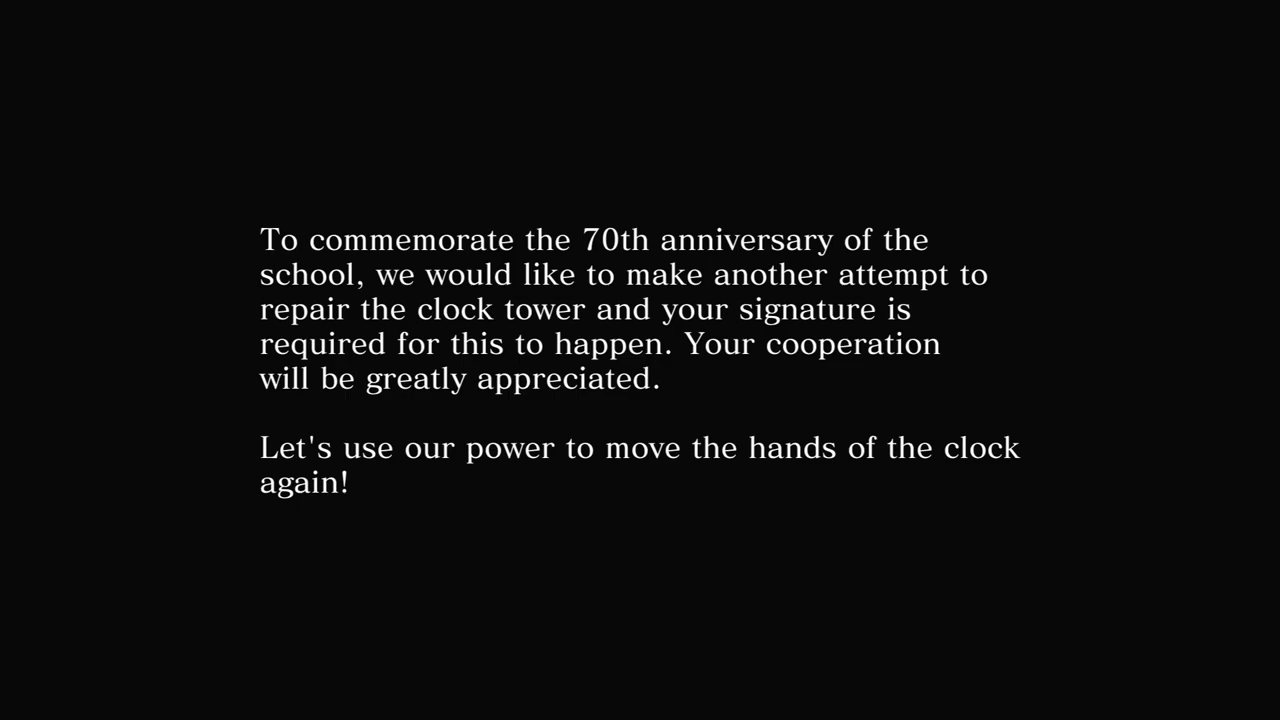 To commemorate the 70th anniversary of the
school, we would like to make another attempt to
repair the clock tower and your signature is
required for this to happen. Your cooperation
will be greatly appreciated.
Let's use our power to move the hands of the clock
again!